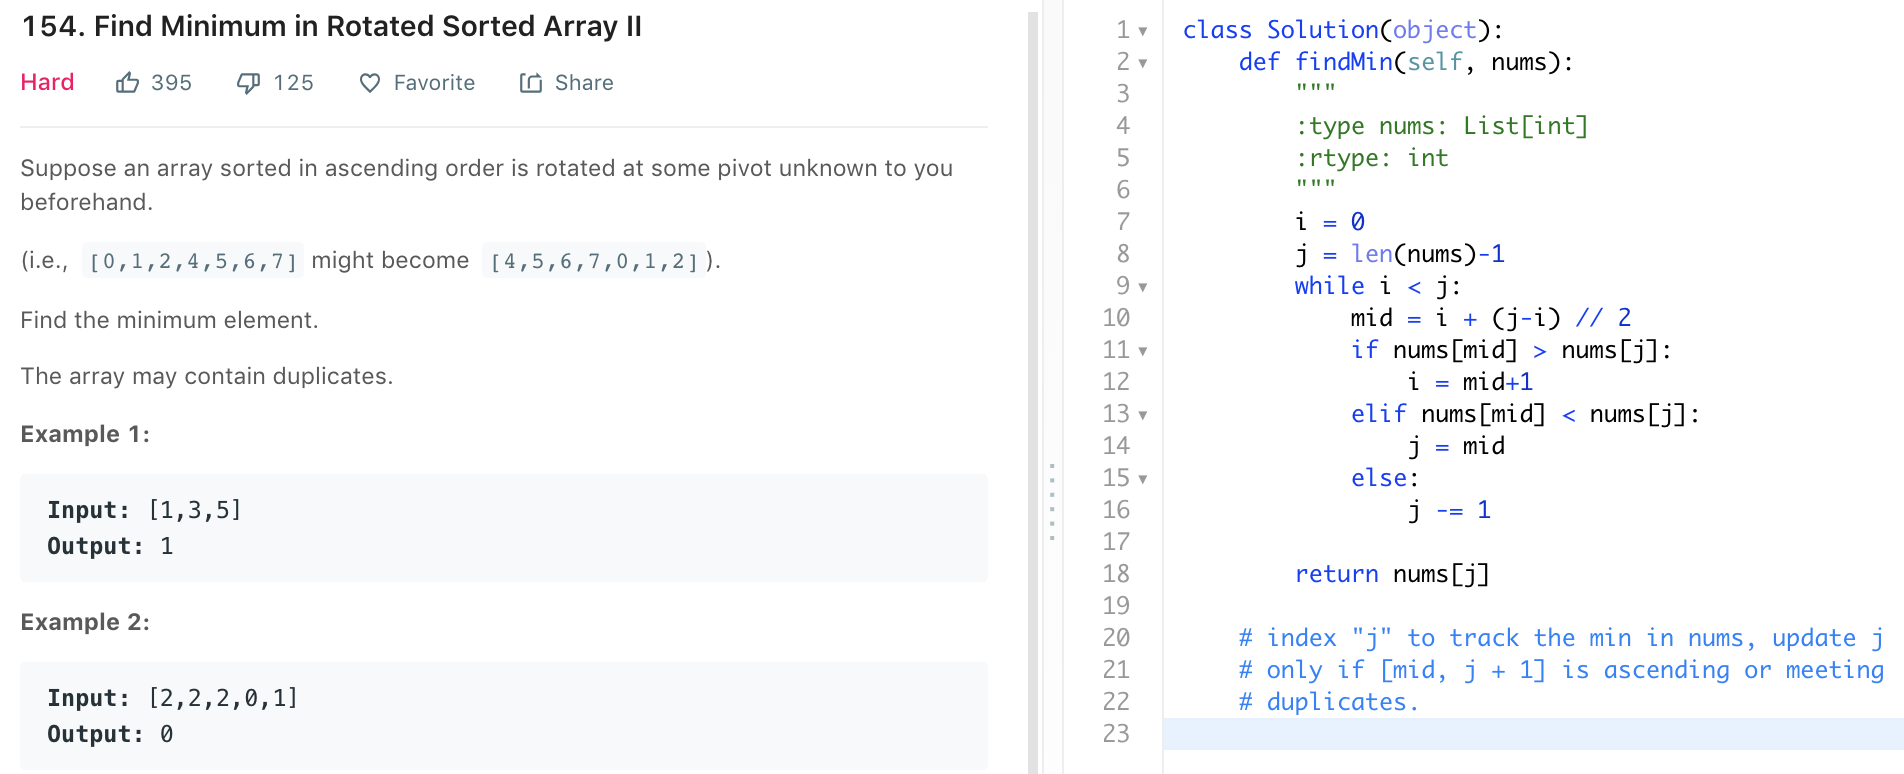 154. Find Minimum in Rotated Sorted Array II
Hard 395 125 Favorite Share
Suppose an array sorted in ascending order is rotated at some pivot unknown to you
beforehand.
(i.e., [0,1,2,4,5,6,7] might become [4,5,6,7,0,1,2]).
Find the minimum element.
The array may contain duplicates.
Example 1:
Input: [1,3,5]
Output: 1
Example 2:
Input: [2,2,2,0,1]
Output: 0
1 class Solution(object):
2     def findMin(self, nums):
3         """
4         :type nums: List[int]
5         :rtype: int
6         """
7         i = 0
8         j = len(nums)-1
9         while i < j:
10             mid = i + (j-i) // 2
11             if nums[mid] > nums[j]:
12                 i = mid+1
13             elif nums[mid] < nums[j]:
14                 j = mid
15             else:
16                 j -= 1
17
18         return nums[j]
19
20     # index "j" to track the min in nums, update j
21     # only if [mid, j + 1] is ascending or meeting
22     # duplicates.
23